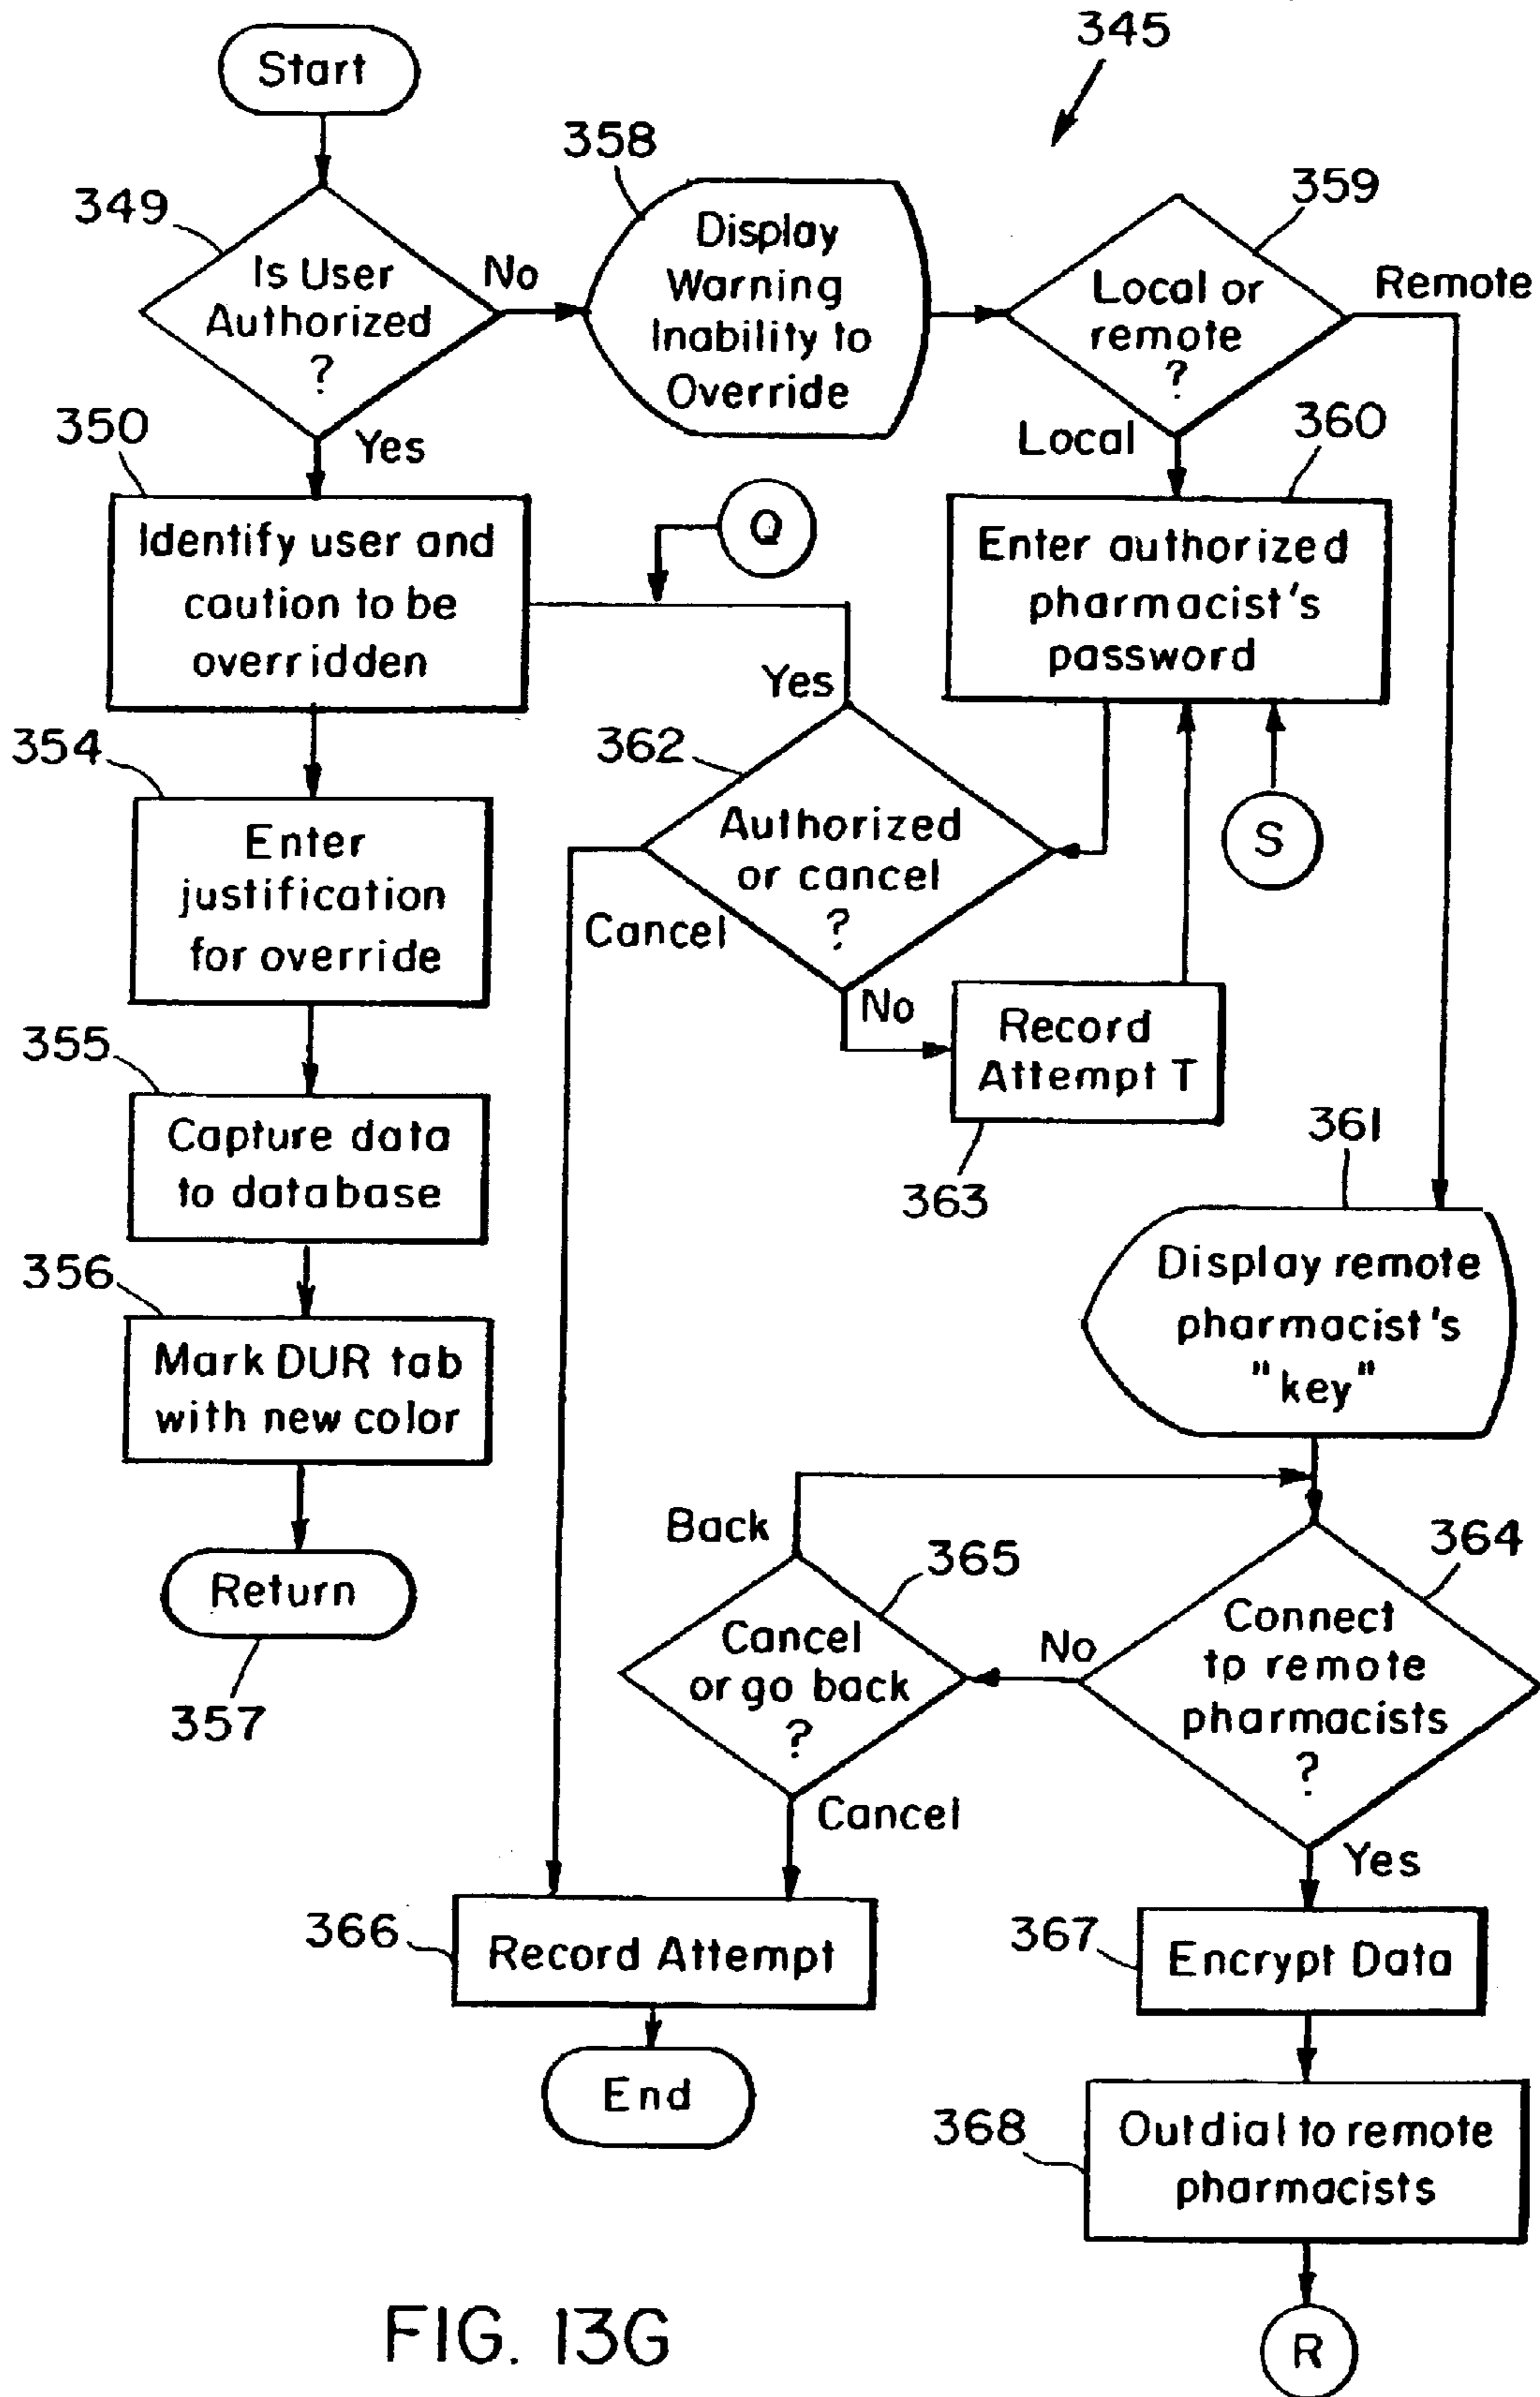 345
Start
358
359
349
Display
Warning
Inability to
Override
Is User
Authorized
?
No
Local or
remote
?
Remote
350
Yes
Local
360
Identify user and
caution to be
overridden
Q
Enter authorized
pharmacist's
password
Yes
354
362
Enter
justification
for override
Authorized
or cancel
?
S
Cancel
No
Record
Attempt T
355
363
361
Capture data
to database
356
Display remote
pharmacist's
"key"
Mark DUR tab
with new color
Back
365
364
Return
357
Cancel
or go back
?
No
Connect
to remote
pharmacists
?
Cancel
Yes
366
Record Attempt
367
Encrypt Data
End
368
Outdial to remote
pharmacists
R
FIG. 13G